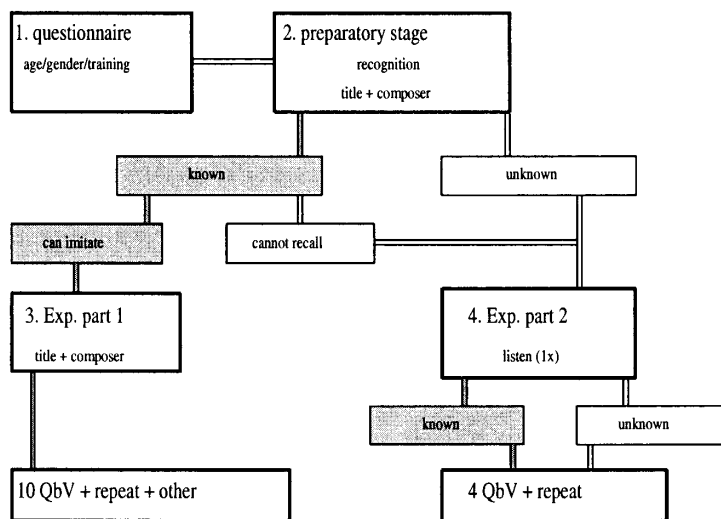 1. questionnaire
age/gender/training
2. preparatory stage
recognition
title + composer
known
unknown
can imitate
cannot recall
3. Exp. part 1
title + composer
4. Exp. part 2
listen (1x)
known
unknown
10 QbV + repeat + other
4 QbV + repeat